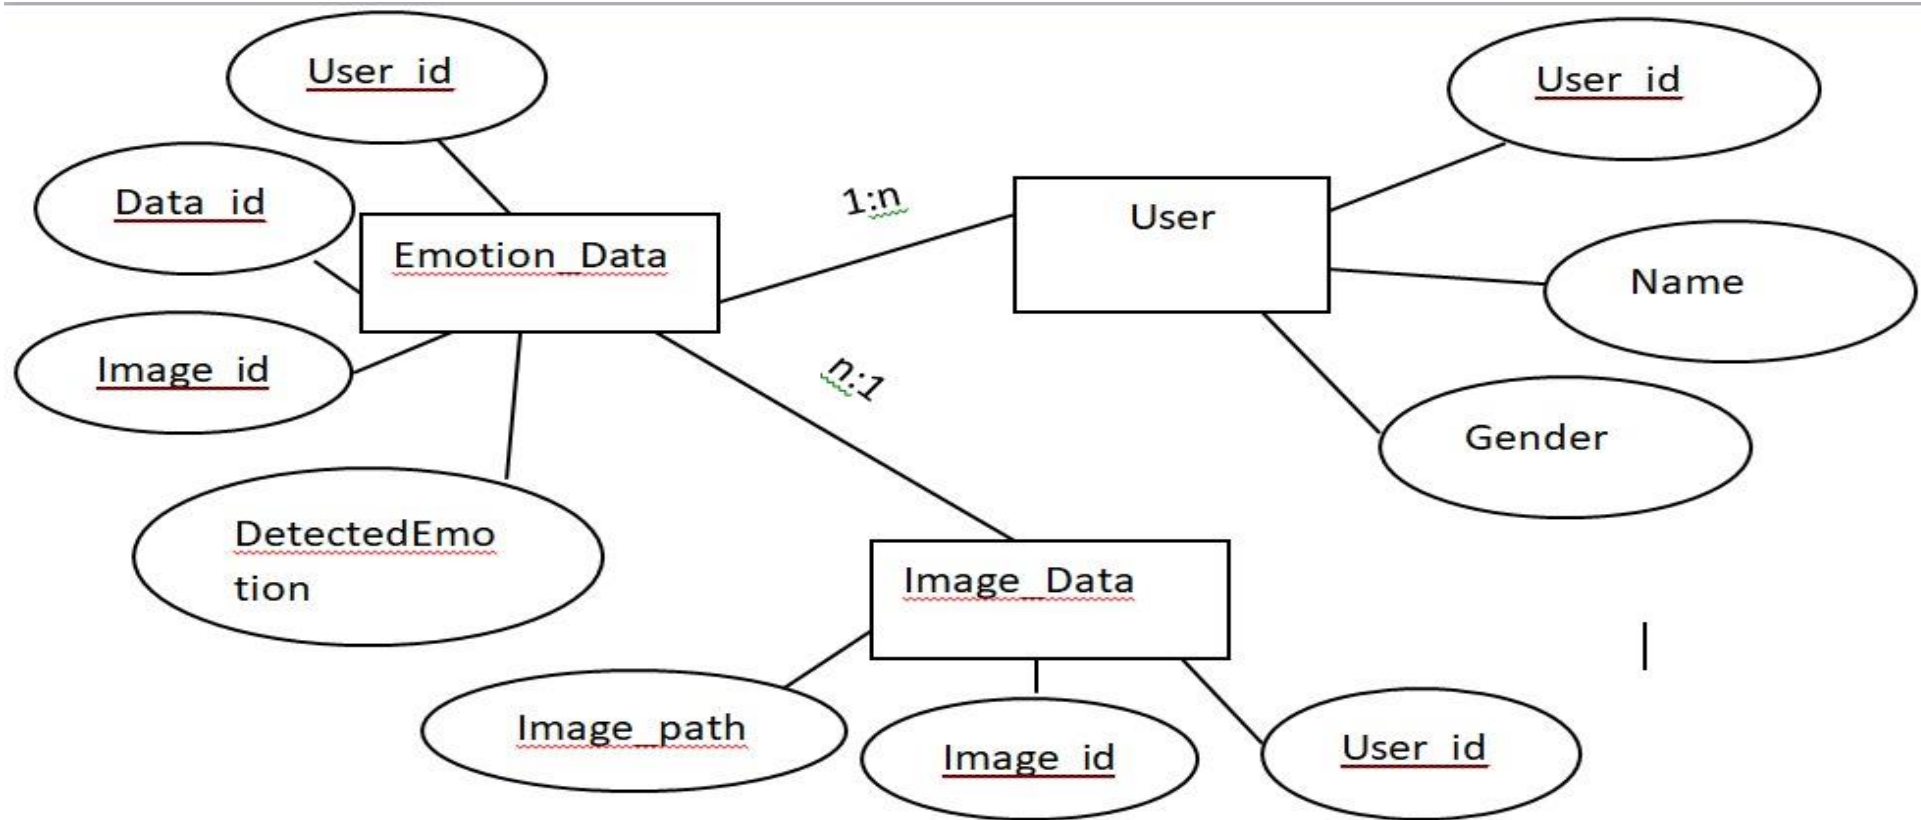 User_id
User_id
Data_id
1:n
User
Emotion_Data
Name
Image_id
n:1
Gender
DetectedEmo
tion
Image_Data
Image_path
Image_id
User_id